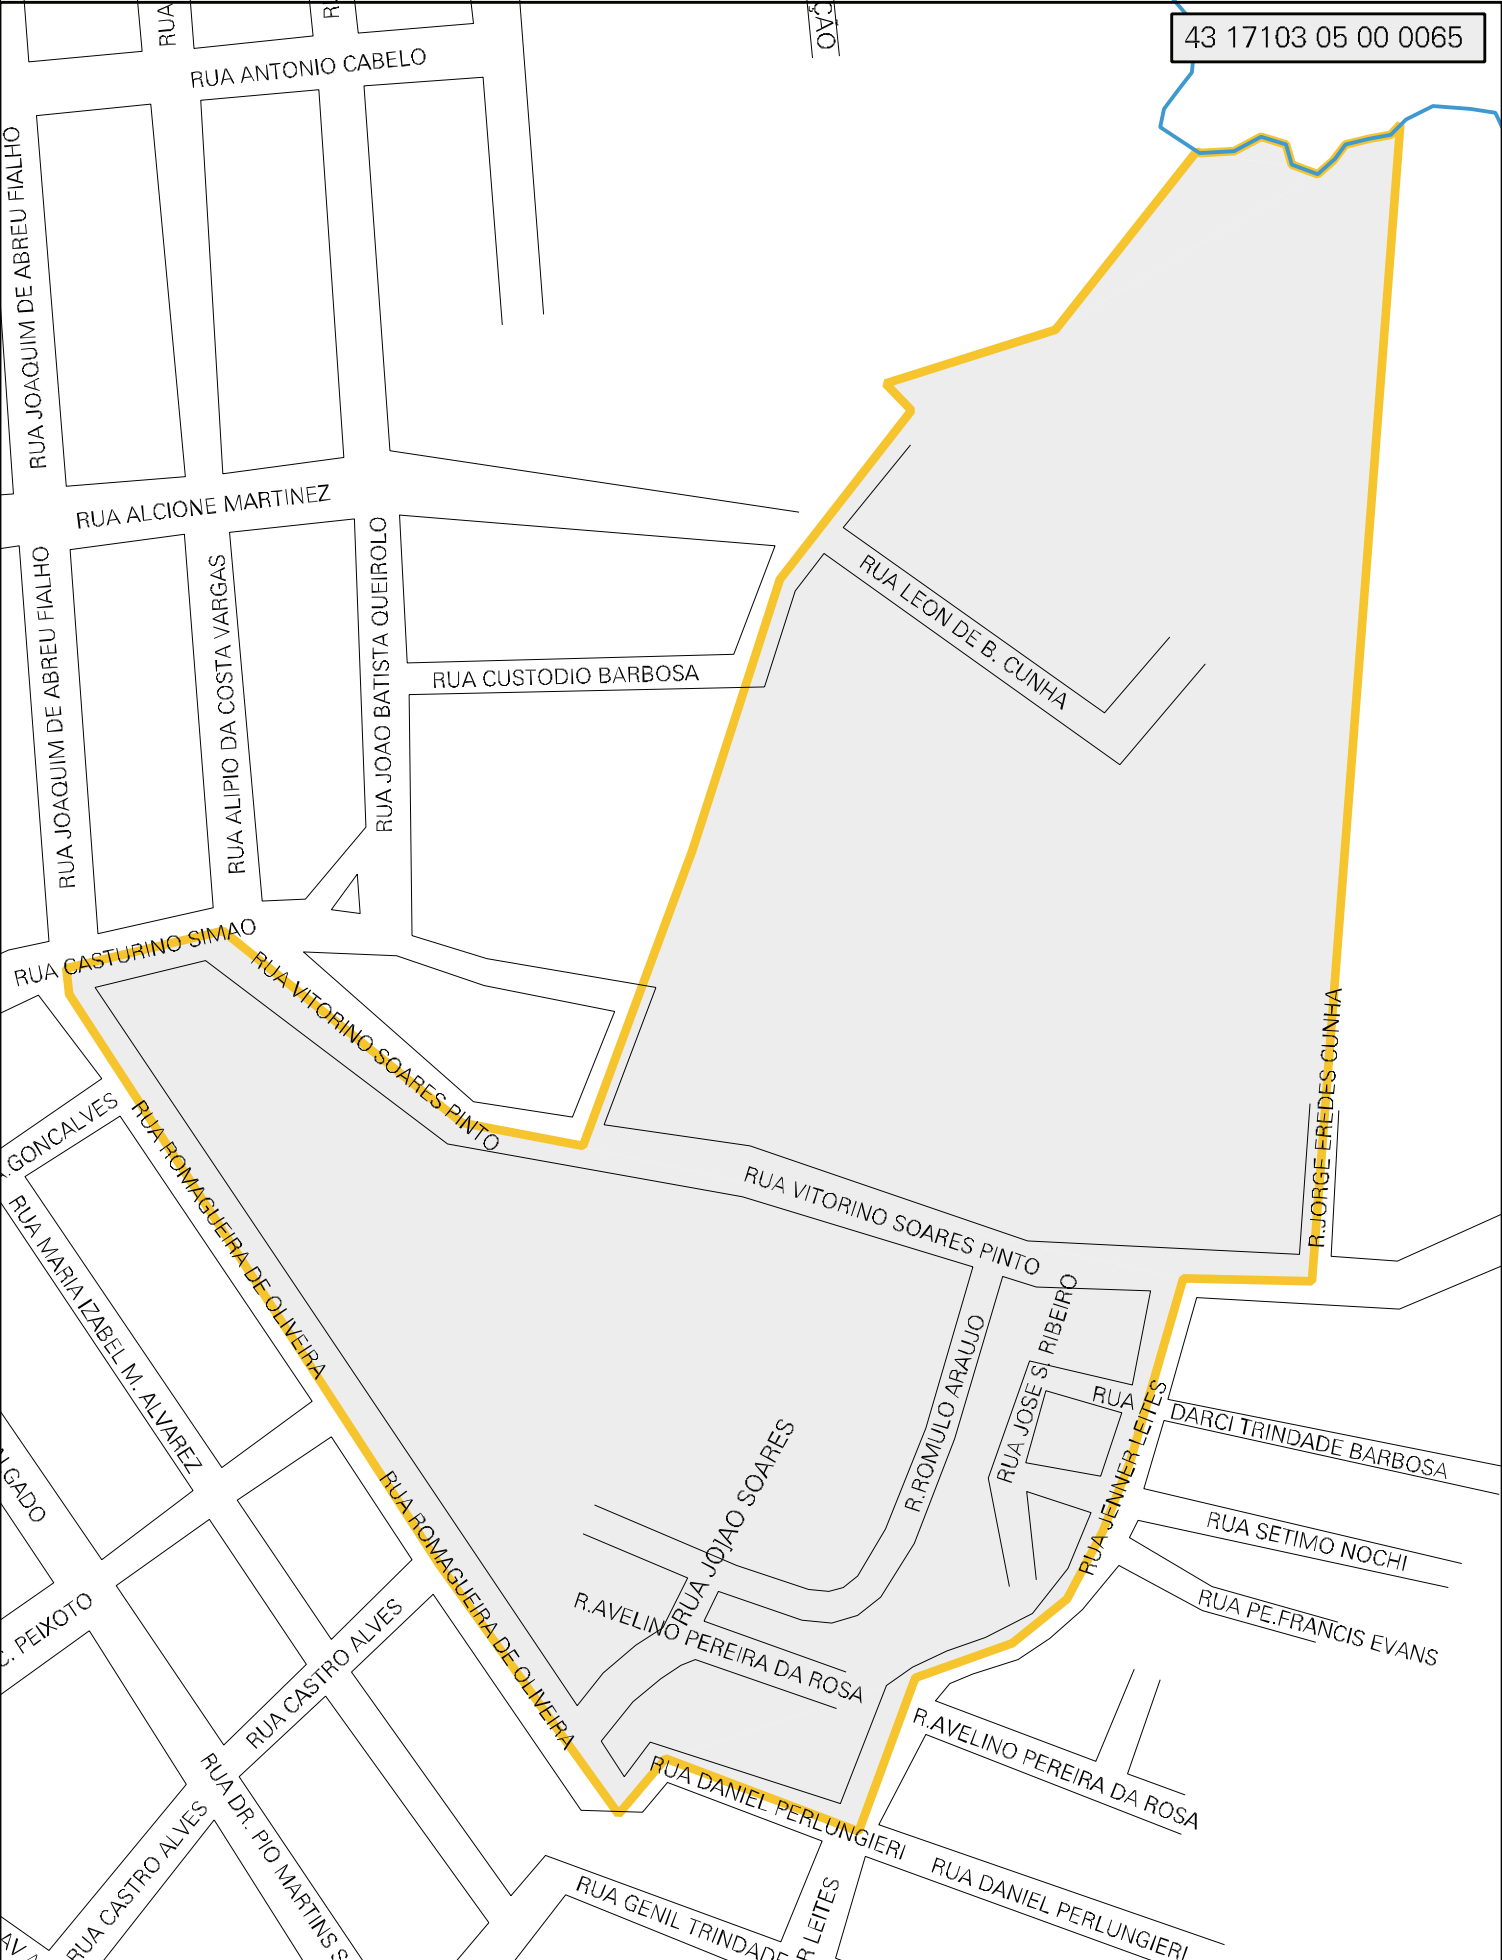 43 17103 05 00 0065
RUA
ÇÃO
RUA ANTONIO CABELO
RUA JOAQUIM DE ABREU FIALHO
RUA ALCIONE MARTINEZ
RUA JOAQUIM DE ABREU FIALHO
RUA ALIPIO DA COSTA VARGAS
RUA JOAO BATISTA QUEIROLO
RUA CUSTODIO BARBOSA
RUA LEON DE B. CUNHA
RUA CASTURINO SIMAO
RUA VITORINO SOARES PINTO
R.JORGE EREDES CUNHA
GONCALVES
RUA ROMAGUEIRA DE OLIVEIRA
RUA MARIA IZABEL M. ALVAREZ
RUA VITORINO SOARES PINTO
R.ROMULO ARAUJO
RUA JOSE S. RIBEIRO
RUA DARCI TRINDADE BARBOSA
RUA JENNER LEITES
RUA JOJAO SOARES
LGADO
RUA ROMAGUEIRA DE OLIVEIRA
RUA SETIMO NOCHI
RUA PE.FRANCIS EVANS
C. PEIXOTO
RUA CASTRO ALVES
R.AVELINO PEREIRA DA ROSA
R.AVELINO PEREIRA DA ROSA
RUA DANIEL PERLUNGIERI
RUA DR. PIO MARTINS S
RUA CASTRO ALVES
RUA DANIEL PERLUNGIERI
RUA GENIL TRINDADE
R LEITES
AV